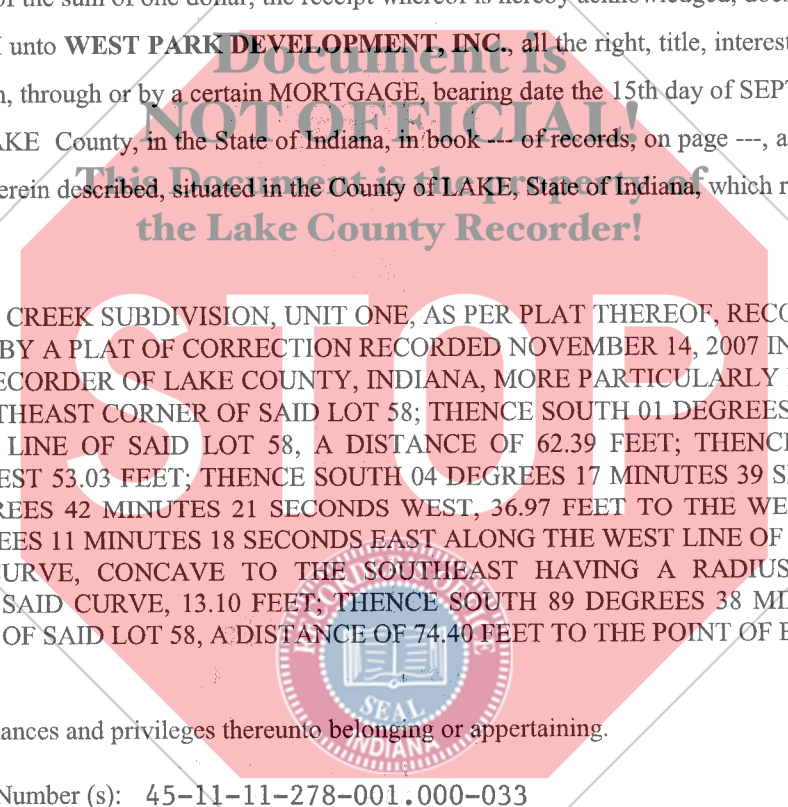 of the sum of one dollar, the receipt whereof is hereby acknowledged, does
unto WEST PARK DEVELOPMENT, INC., all the right, title, interest
Document is
through or by a certain MORTGAGE, bearing date the 15th day of SEPT
NOT OFFICIAL!
AKE County, in the State of Indiana, in book --- of records, on page ---, a
This Document is the property of
erein described, situated in the County of LAKE, State of Indiana, which r
the Lake County Recorder!
STOP
CREEK SUBDIVISION, UNIT ONE, AS PER PLAT THEREOF, RECO
BY A PLAT OF CORRECTION RECORDED NOVEMBER 14, 2007 IN
ECORDER OF LAKE COUNTY, INDIANA, MORE PARTICULARLY
THEAST CORNER OF SAID LOT 58; THENCE SOUTH 01 DEGREES
LINE OF SAID LOT 58, A DISTANCE OF 62.39 FEET; THENCE
EST 53.03 FEET; THENCE SOUTH 04 DEGREES 17 MINUTES 39 S
REES 42 MINUTES 21 SECONDS WEST, 36.97 FEET TO THE WE
EES 11 MINUTES 18 SECONDS EAST ALONG THE WEST LINE OF
CURVE, CONCAVE TO THE SOUTHEAST HAVING A RADIUS
SAID CURVE, 13.10 FEET; THENCE SOUTH 89 DEGREES 38 MI
OF SAID LOT 58, A DISTANCE OF 74.40 FEET TO THE POINT OF B
RECORDER'S OFFICE
SEAL
INDIANA
ances and privileges thereunto belonging or appertaining.
Number (s): 45-11-11-278-001.000-033